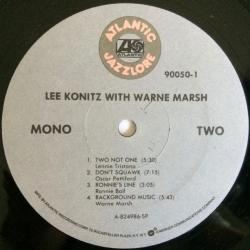 ATLANTIC
JAZZLORE
90050-1
LEE KONITZ WITH WARNE MARSH
MONO
TWO
1. TWO NOT ONE (5:30)
Lennie Tristano
2. DON'T SQUAWK (7:15)
Oscar Pettiford
3. RONNIE'S LINE (3:05)
Ronnie Ball
4. BACKGROUND MUSIC (5:43)
Warne Marsh
A-824986-SP